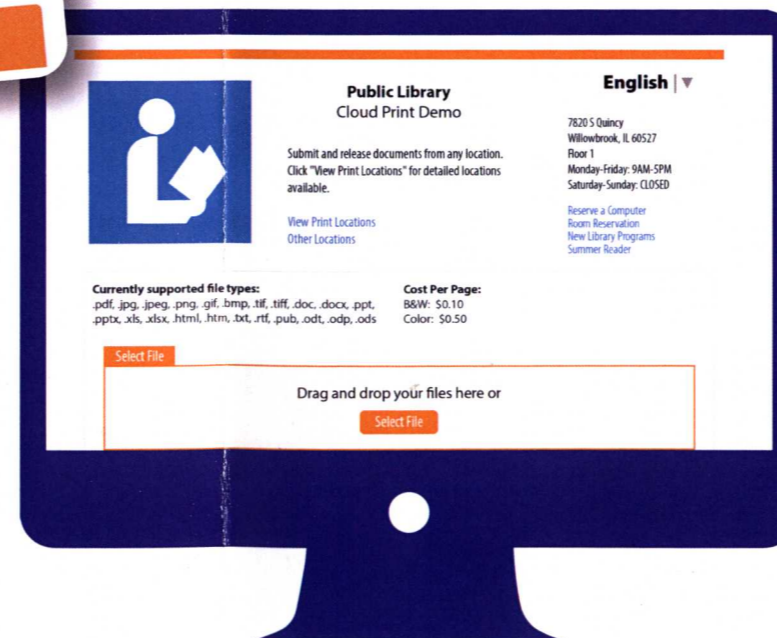 Public Library
Cloud Print Demo
Submit and release documents from any location.
Click "View Print Locations" for detailed locations
available.
View Print Locations
Other Locations
English | ▼
7820 S Quincy
Willowbrook, IL 60527
Floor 1
Monday-Friday: 9AM-5PM
Saturday-Sunday: CLOSED
Reserve a Computer
Room Reservation
New Library Programs
Summer Reader
Currently supported file types:
.pdf, .jpg, .jpeg, .png, .gif, .bmp, .tif, .tiff, .doc, .docx, .ppt,
.pptx, .xls, .xlsx, .html, .htm, .txt, .rtf, .pub, .odt, .odp, .ods
Cost Per Page:
B&W: $0.10
Color: $0.50
Select File
Drag and drop your files here or
Select File